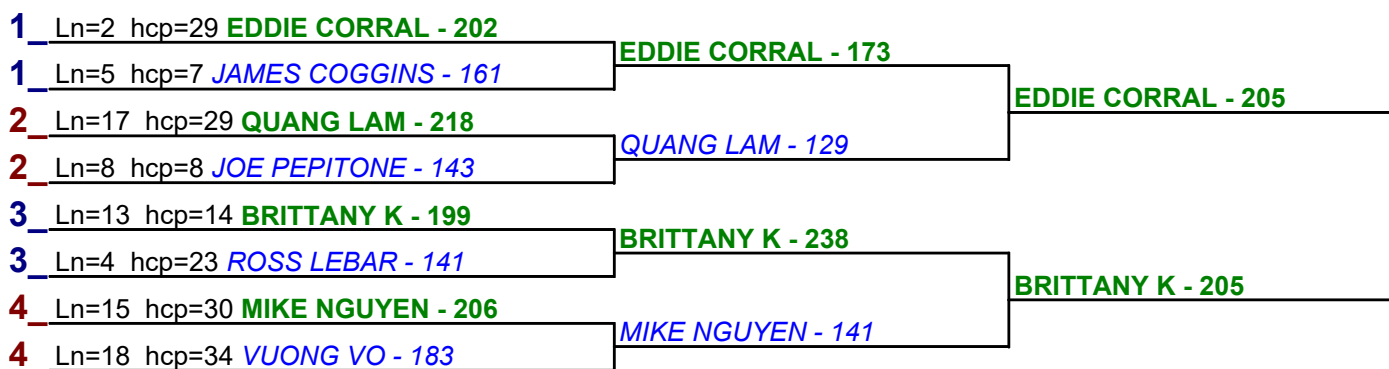 1_ Ln=2 hcp=29 EDDIE CORRAL - 202
EDDIE CORRAL - 173
1_ Ln=5 hcp=7 JAMES COGGINS - 161
EDDIE CORRAL - 205
2_ Ln=17 hcp=29 QUANG LAM - 218
QUANG LAM - 129
2_ Ln=8 hcp=8 JOE PEPITONE - 143
3_ Ln=13 hcp=14 BRITTANY K - 199
BRITTANY K - 238
3_ Ln=4 hcp=23 ROSS LEBAR - 141
BRITTANY K - 205
4_ Ln=15 hcp=30 MIKE NGUYEN - 206
MIKE NGUYEN - 141
4 Ln=18 hcp=34 VUONG VO - 183